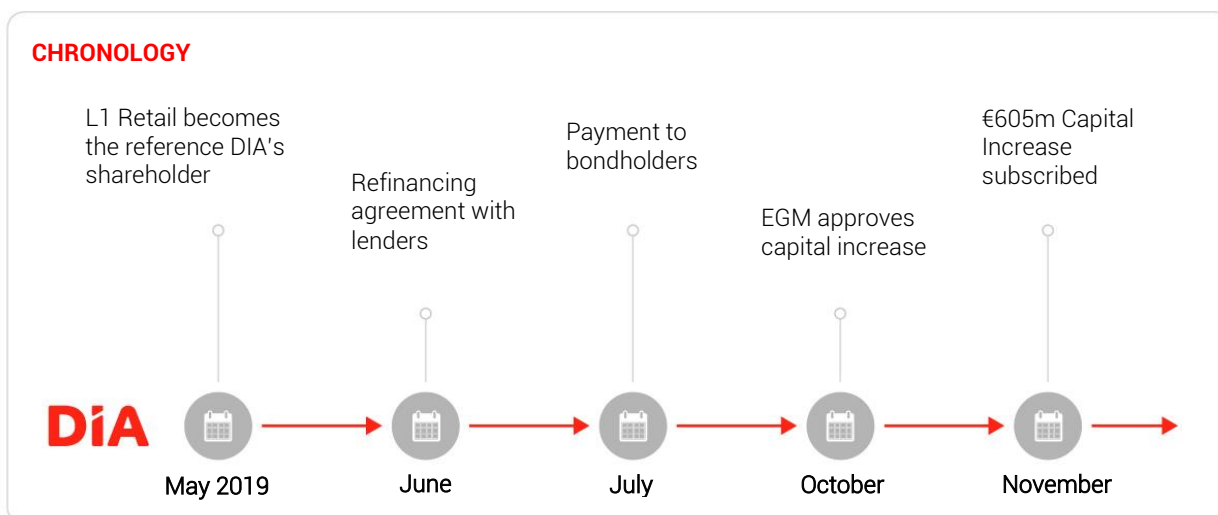 CHRONOLOGY
L1 Retail becomes
the reference DIA's
shareholder
Refinancing
agreement with
lenders
Payment to
bondholders
EGM approves
capital increase
€605m Capital
Increase
subscribed
DiA
May 2019
June
July
October
November